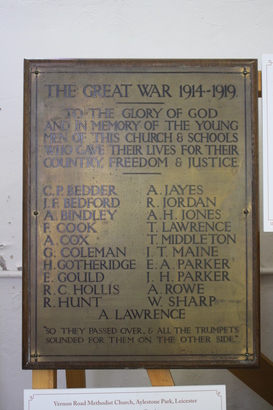 THE GREAT WAR 1914-1919
TO THE GLORY OF GOD
AND IN MEMORY OF THE YOUNG
MEN OF THIS CHURCH & SCHOOLS
WHO GAVE THEIR LIVES FOR THEIR
COUNTRY, FREEDOM & JUSTICE
C. P. BEDDER
J. F. BEDFORD
A. BINDLEY
F. COOK
A. COX
G. COLEMAN
H. GOTHERIDGE
E. GOULD
R. C. HOLLIS
R. HUNT
A. JAYES
R. JORDAN
A. H. JONES
T. LAWRENCE
T. MIDDLETON
J. T. MAINE
E. A. PARKER
J. H. PARKER
A. ROWE
W. SHARP
A. LAWRENCE
"SO THEY PASSED OVER, & ALL THE TRUMPETS
SOUNDED FOR THEM ON THE OTHER SIDE."
Vernon Road Methodist Church, Aylestone Park, Leicester